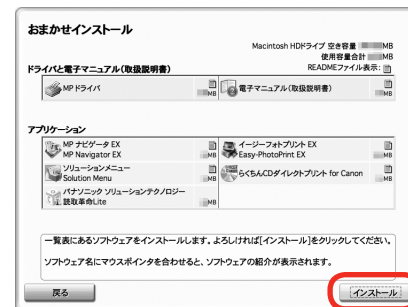 おまかせインストール
Macintosh HDドライブ 空き容量 MB
使用容量合計 MB
ドライバと電子マニュアル（取扱説明書） READMEファイル表示:
MP ドライバ MB
電子マニュアル（取扱説明書） MB
アプリケーション
MP ナビゲータ EX
MP Navigator EX MB
イージーフォトプリント EX
Easy-PhotoPrint EX MB
ソリューションメニュー
Solution Menu MB
らくちんCDダイレクトプリント for Canon MB
パナソニック ソリューションテクノロジー
読取革命Lite MB
一覧表にあるソフトウェアをインストールします。よろしければ[インストール]をクリックしてください。
ソフトウェア名にマウスポインタを合わせると、ソフトウェアの紹介が表示されます。
戻る インストール